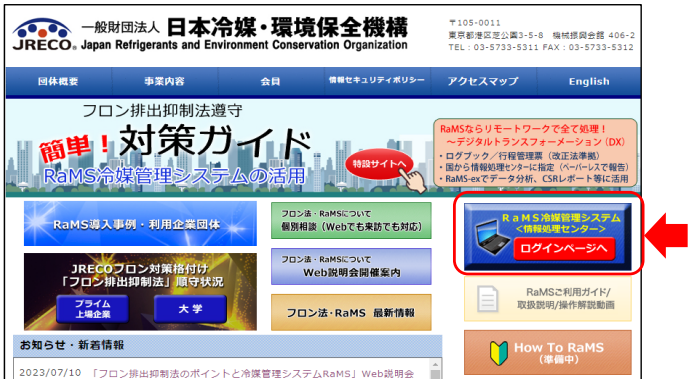 JRECO®
一般財団法人 日本冷媒・環境保全機構
Japan Refrigerants and Environment Conservation Organization
〒105-0011
東京都港区芝公園3-5-8 機械振興会館 406-2
TEL:03-5733-5311 FAX:03-5733-5312
団体概要 事業内容 会員 情報セキュリティポリシー アクセスマップ English
フロン排出抑制法遵守
簡単!対策ガイド
RaMS冷媒管理システムの活用
特設サイトへ
RaMSならリモートワークで全て処理！
～デジタルトランスフォーメーション(DX)
・ログブック／行程管理票（改正法準拠）
・国から情報処理センターに指定（ペーパーレスで報告）
・RaMS-exでデータ分析、CSRレポート等に活用
RaMS導入事例・利用企業団体
JRECOフロン対策格付け
「フロン排出抑制法」順守状況
プライム
上場企業
大学
フロン法・RaMSについて
個別相談（Webでも来訪でも対応）
フロン法・RaMSについて
Web説明会開催案内
フロン法・RaMS 最新情報
RaMS冷媒管理システム
<情報処理センター>
ログインページへ
RaMSご利用ガイド/
取扱説明/操作解説動画
How To RaMS
（準備中）
お知らせ・新着情報
2023/07/10 「フロン排出抑制法のポイントと冷媒管理システムRaMS」Web説明会